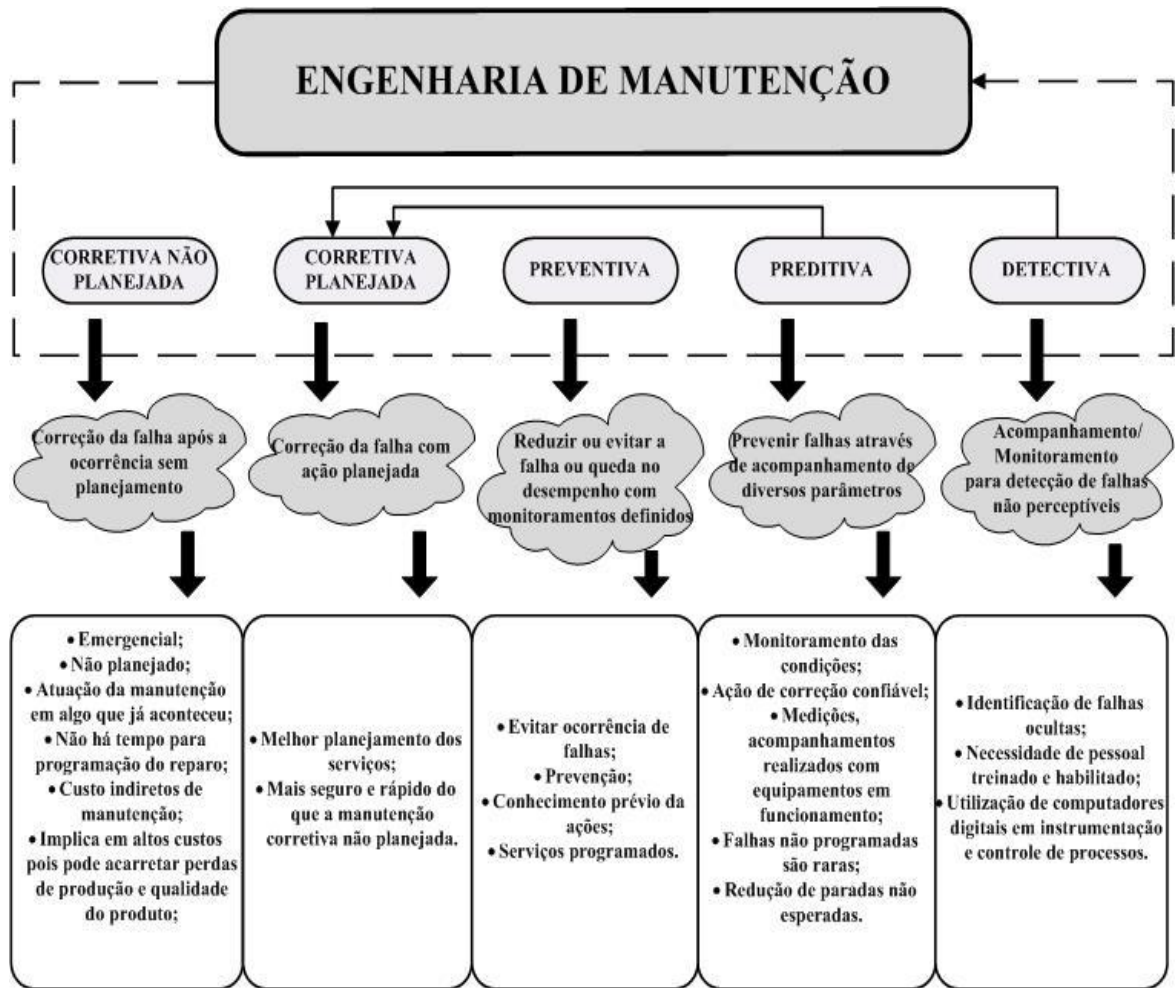 ENGENHARIA DE MANUTENÇÃO
CORRETIVA NÃO
PLANEJADA
CORRETIVA
PLANEJADA
PREVENTIVA
PREDITIVA
DETECTIVA
Correção da falha após a
ocorrência sem
planejamento
Correção da falha com
ação planejada
Reduzir ou evitar a
falha ou queda no
desempenho com
monitoramentos definidos
Prevenir falhas através
de acompanhamento de
diversos parâmetros
Acompanhamento/
Monitoramento
para detecção de falhas
não perceptíveis
• Emergencial;
• Não planejado;
• Atuação da manutenção
em algo que já aconteceu;
• Não há tempo para
programação do reparo;
• Custo indiretos de
manutenção;
• Implica em altos custos
pois pode acarretar perdas
de produção e qualidade
do produto;
• Melhor planejamento dos
serviços;
• Mais seguro e rápido do
que a manutenção
corretiva não planejada.
• Evitar ocorrência de
falhas;
• Prevenção;
• Conhecimento prévio da
ações;
• Serviços programados.
• Monitoramento das
condições;
• Ação de correção confiável;
• Medições,
acompanhamentos
realizados com
equipamentos em
funcionamento;
• Falhas não programadas
são raras;
• Redução de paradas não
esperadas.
• Identificação de falhas
ocultas;
• Necessidade de pessoal
treinado e habilitado;
• Utilização de computadores
digitais em instrumentação
e controle de processos.